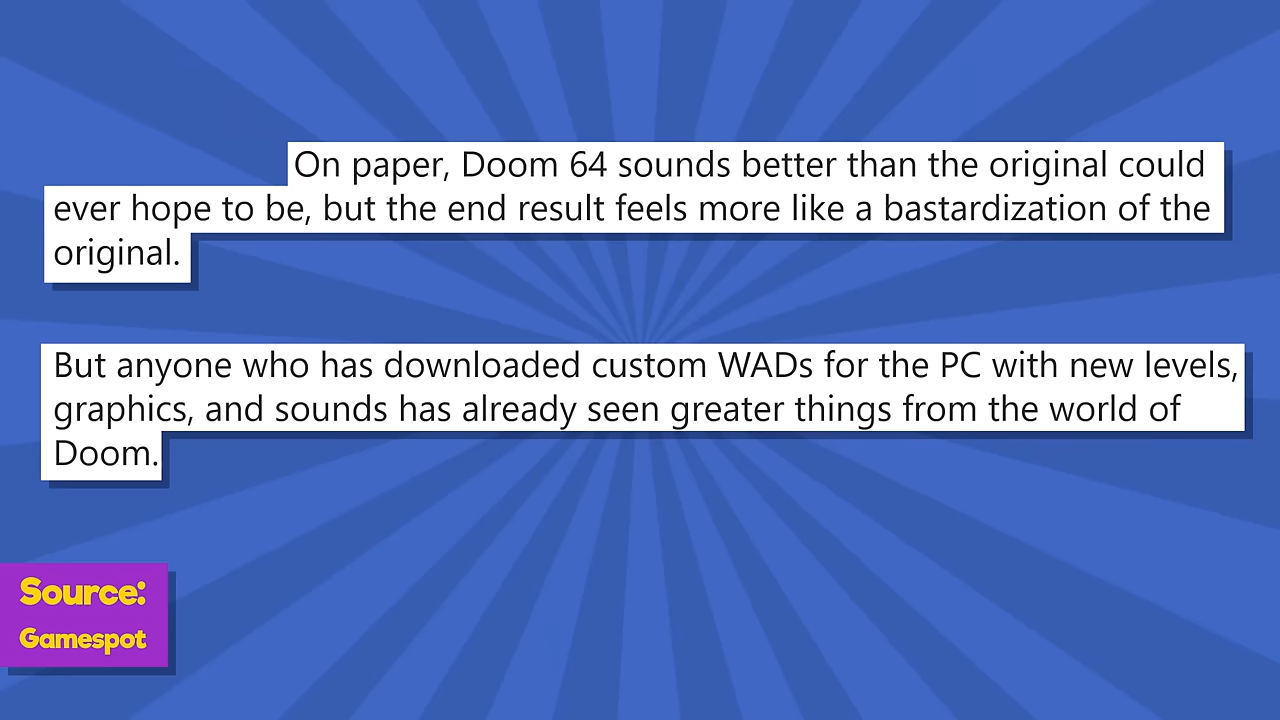 On paper, Doom 64 sounds better than the original could
ever hope to be, but the end result feels more like a bastardization of the
original.
But anyone who has downloaded custom WADs for the PC with new levels,
graphics, and sounds has already seen greater things from the world of
Doom.
Source:
Gamespot